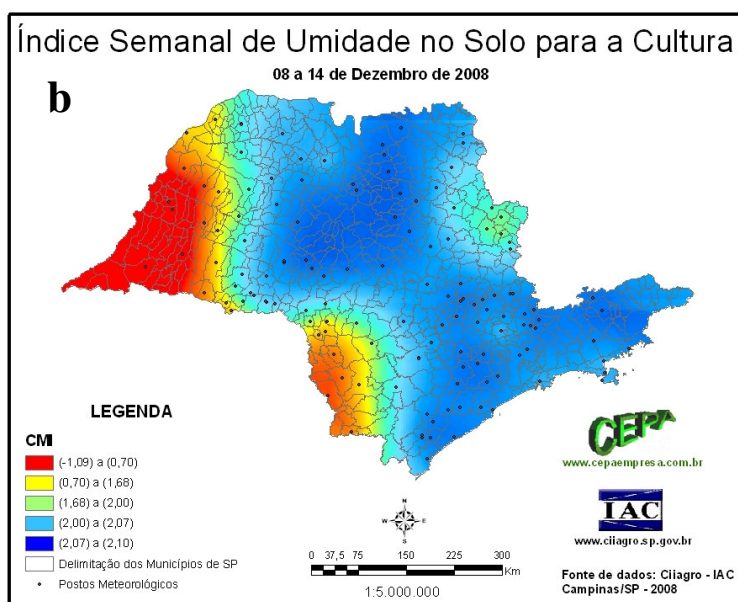 Índice Semanal de Umidade no Solo para a Cultura
08 a 14 de Dezembro de 2008
b
LEGENDA
CMI
(-1,09) a (0,70)
(0,70) a (1,68)
(1,68) a (2,00)
(2,00) a (2,07)
(2,07) a (2,10)
Delimitação dos Municípios de SP
Postos Meteorológicos
N
W E
S
0 37,5 75 150 225 300
Km
1:5.000.000
CEPA
www.cepaempresa.com.br
IAC
www.ciiagro.sp.gov.br
Fonte de dados: Ciiagro - IAC
Campinas/SP - 2008